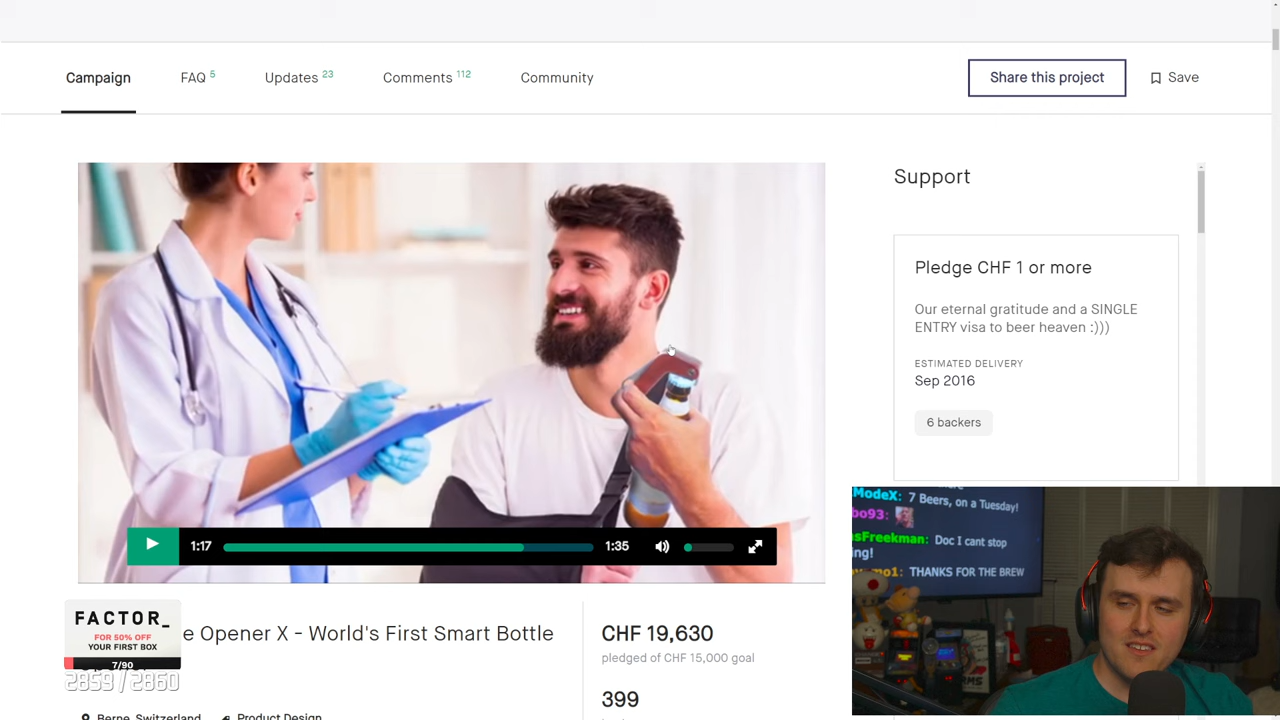 Campaign
FAQ 5
Updates 23
Comments 112
Community
Share this project
Save
Support
Pledge CHF 1 or more
Our eternal gratitude and a SINGLE
ENTRY visa to beer heaven :)))
ESTIMATED DELIVERY
Sep 2016
6 backers
1:17
1:35
ModeX: 7 Beers, on a Tuesday!
bo93:
sFreekman: Doc I cant stop
ing!
mo1: THANKS FOR THE BREW
FACTOR_
FOR 50% OFF
YOUR FIRST BOX
7/90
2859 / 2860
e Opener X - World's First Smart Bottle
CHF 19,630
pledged of CHF 15,000 goal
399
Berne, Switzerland
Product Design